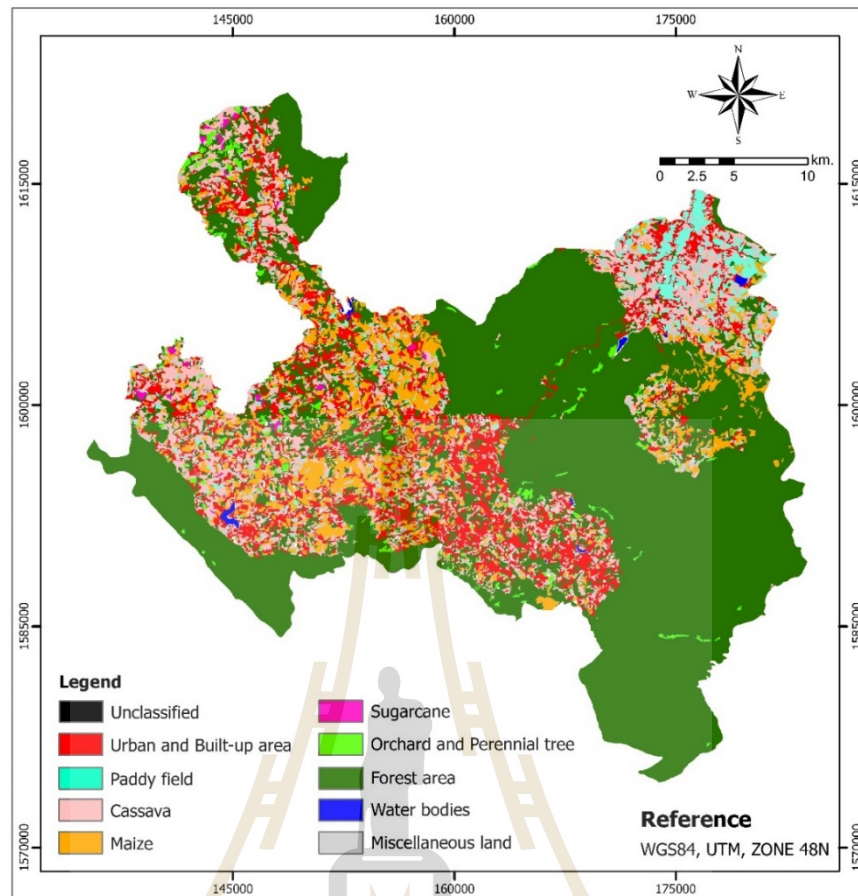 145000 160000 175000
N
W E
S
0 2.5 5 10 km.
1615000 1615000
1600000 1600000
1585000 1585000
1570000 1570000
Legend
Unclassified
Urban and Built-up area
Paddy field
Cassava
Maize
Sugarcane
Orchard and Perennial tree
Forest area
Water bodies
Miscellaneous land
Reference
WGS84, UTM, ZONE 48N
145000 160000 175000